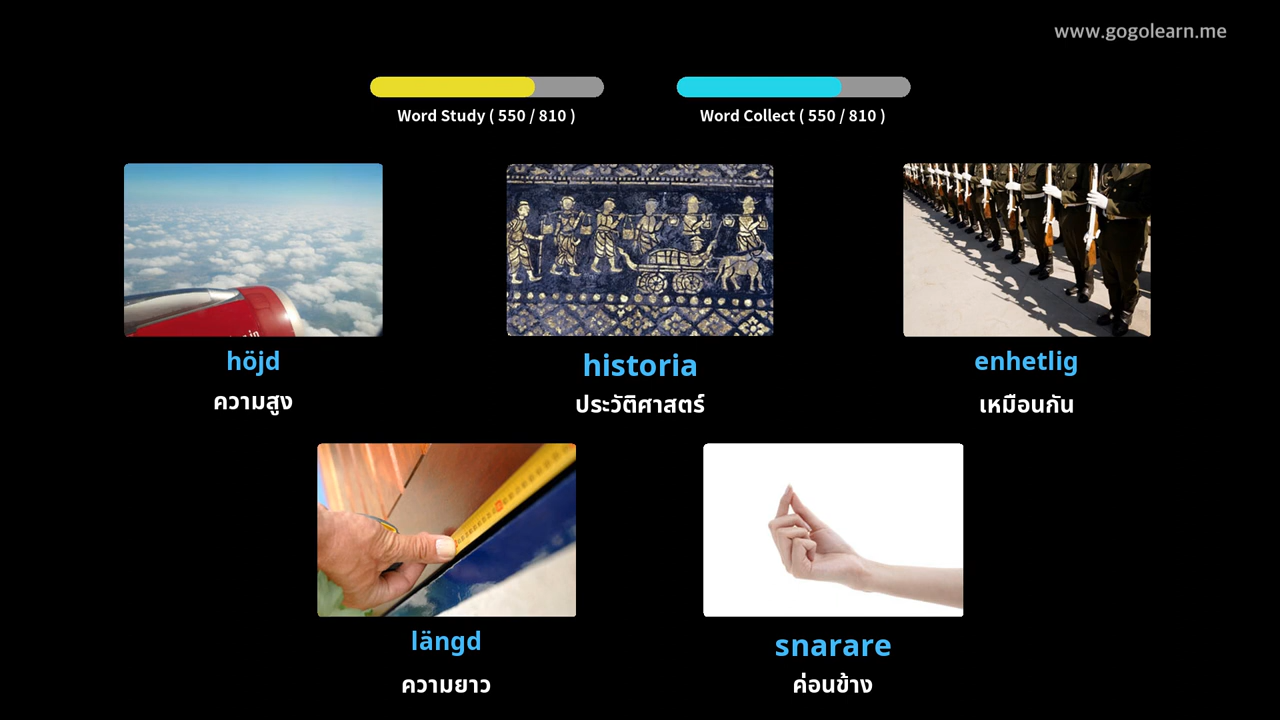 www.gogolearn.me
Word Study ( 550 / 810 )
Word Collect ( 550 / 810 )
höjd
ความสูง
historia
ประวัติศาสตร์
enhetlig
เหมือนกัน
längd
ความยาว
snarare
ค่อนข้าง